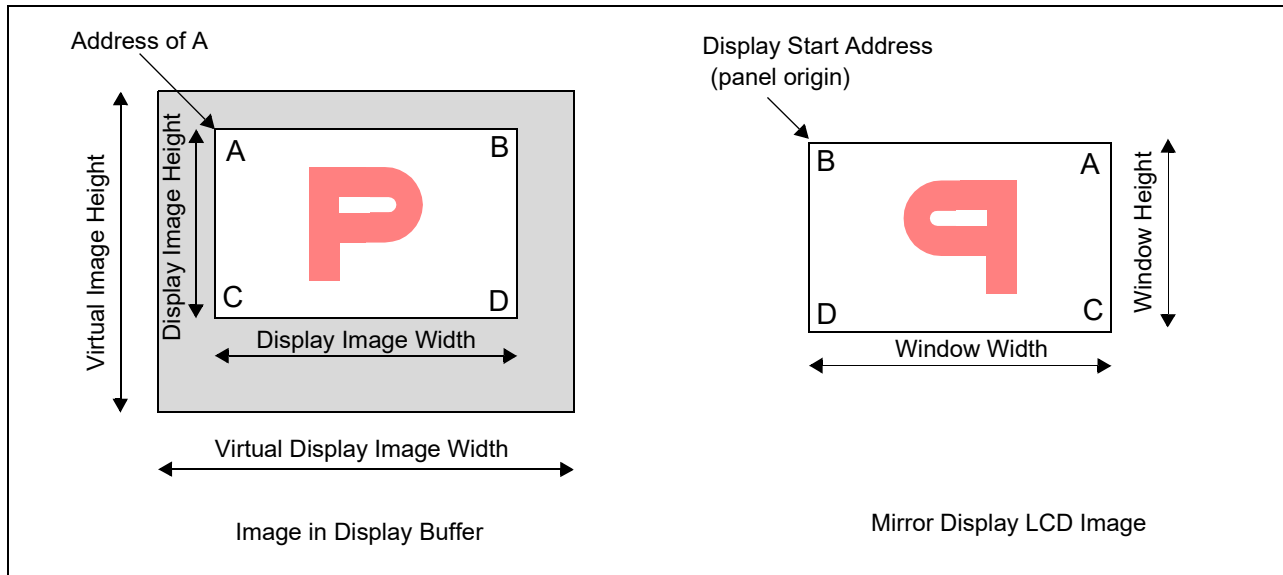 Address of A
Virtual Image Height
Display Image Height
A
B
C
D
Display Image Width
Virtual Display Image Width
Image in Display Buffer
Display Start Address
(panel origin)
B
A
D
C
Window Height
Window Width
Mirror Display LCD Image